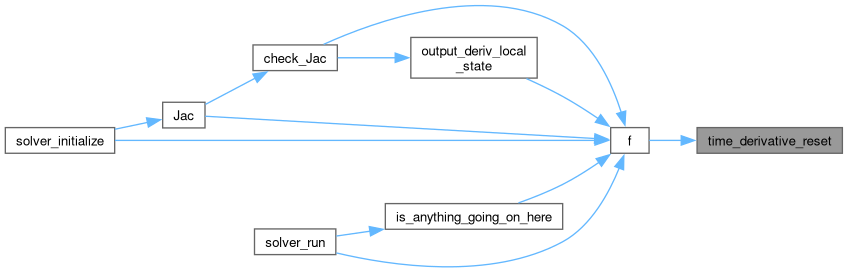 check_Jac
output_deriv_local
_state
Jac
solver_initialize
f
time_derivative_reset
is_anything_going_on_here
solver_run